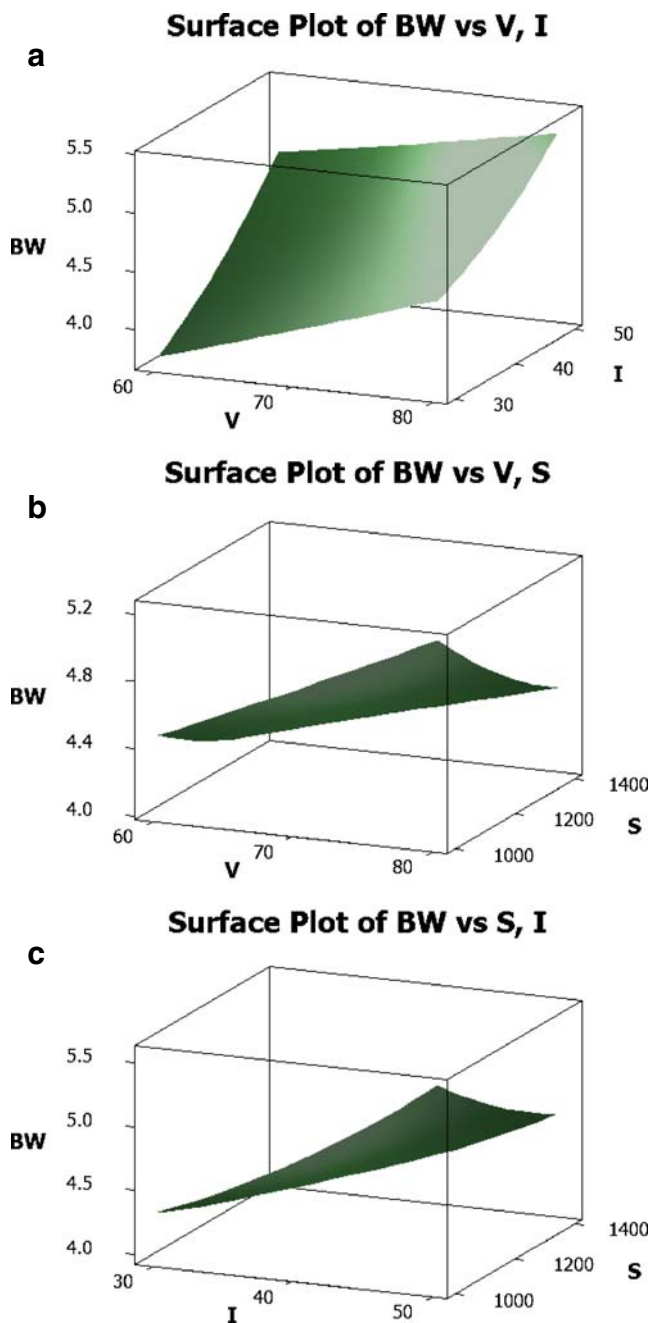 Surface Plot of BW vs V, I
a
5.5
5.0
BW
4.5
4.0
60
70
80
V
30
40
50
I
Surface Plot of BW vs V, S
b
5.2
4.8
BW
4.4
4.0
60
70
80
V
1000
1200
1400
S
Surface Plot of BW vs S, I
c
5.5
5.0
BW
4.5
4.0
30
40
50
I
1000
1200
1400
S